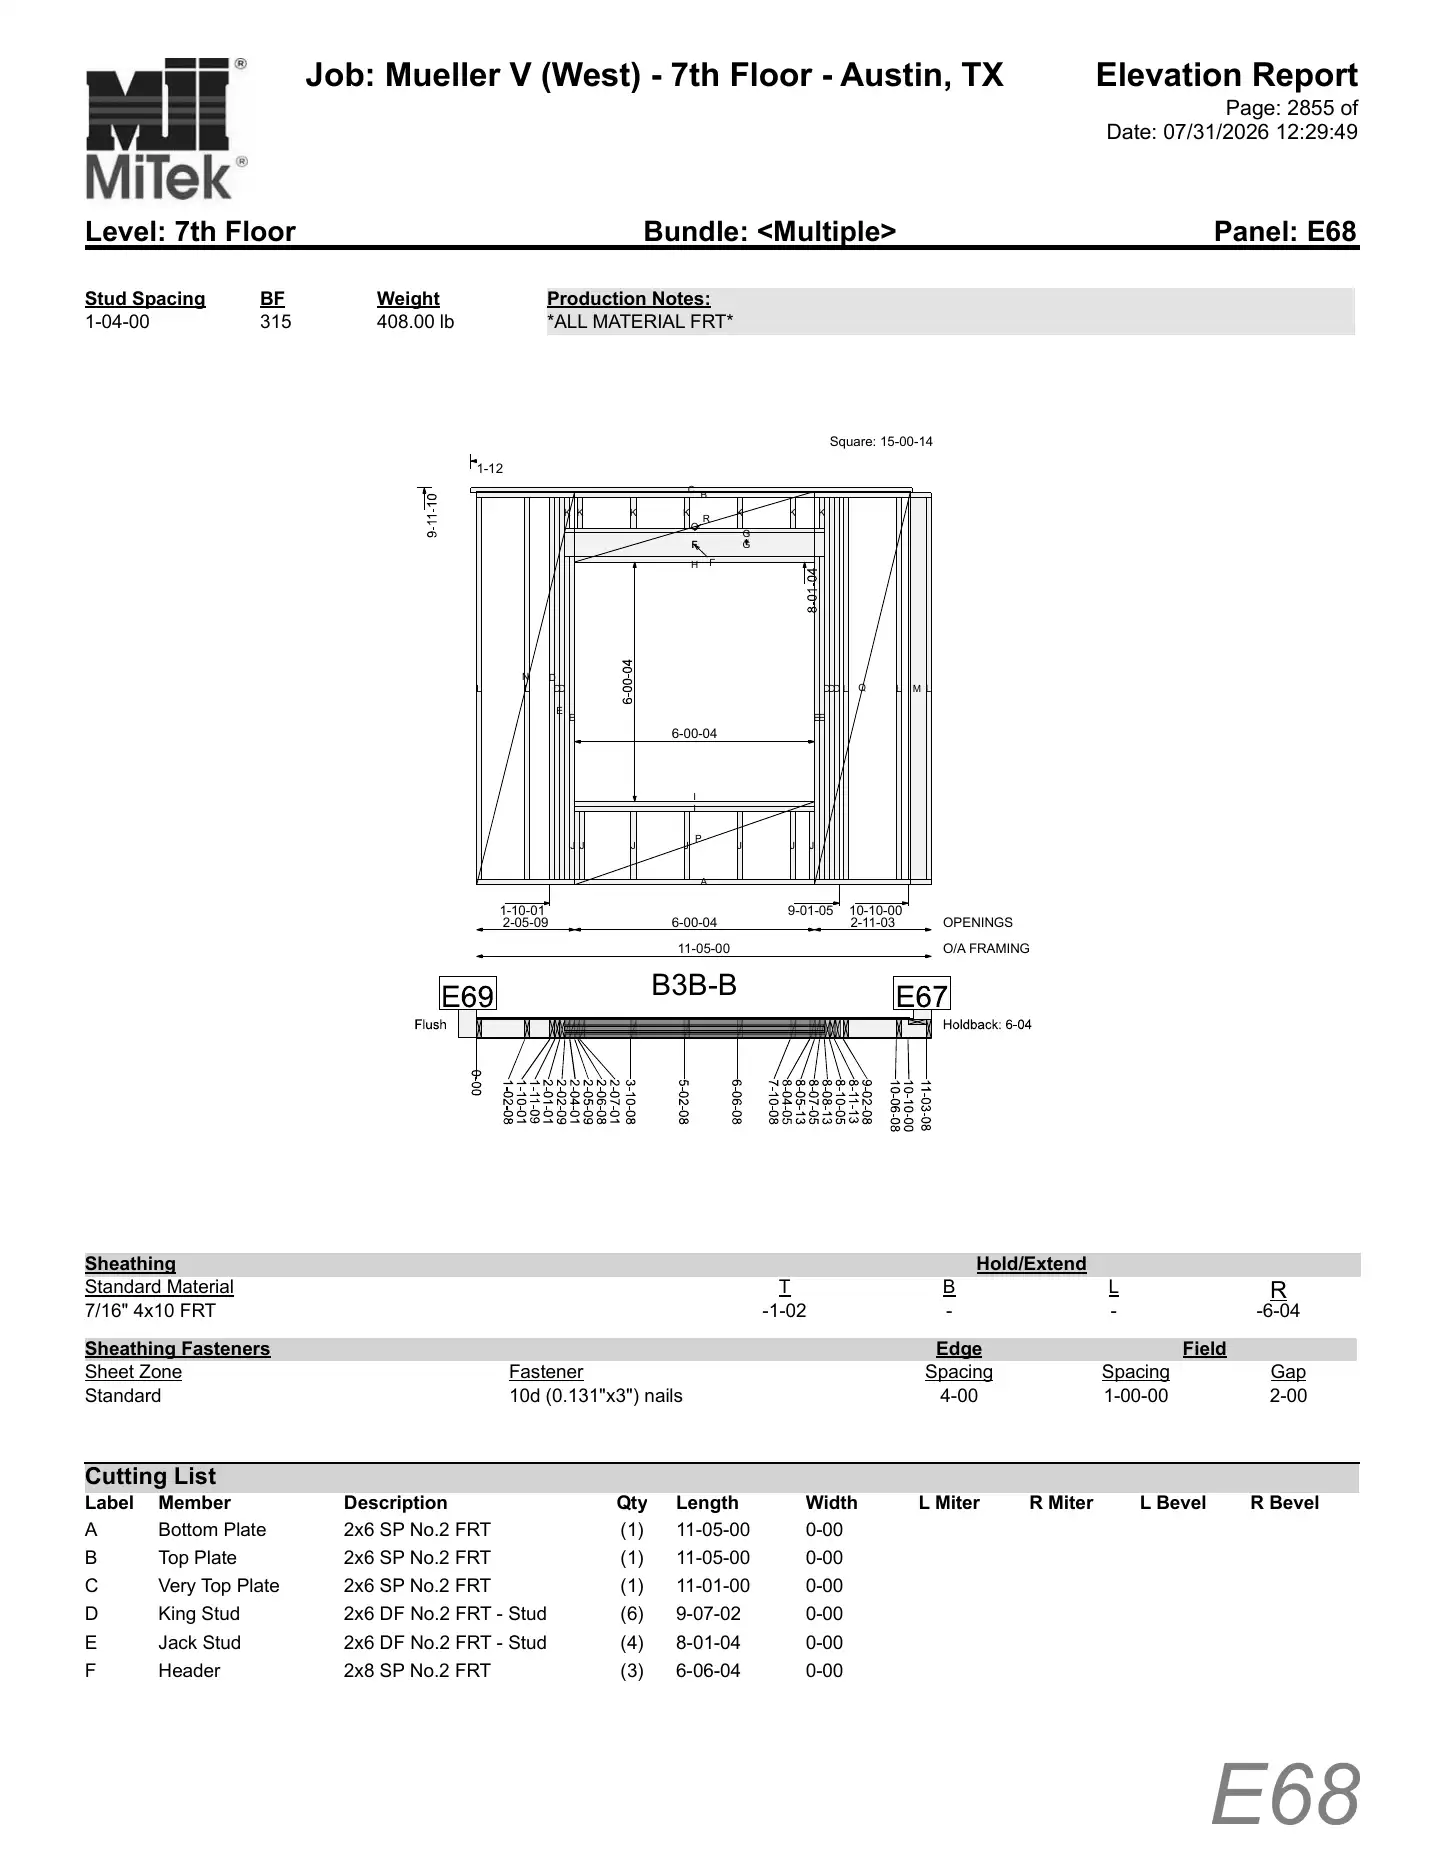 Job: Mueller V (West) - 7th Floor - Austin, TX
Elevation Report
Page: 2855 of
Date: 07/31/2026 12:29:49
MiTek®
Level: 7th Floor
Bundle: <Multiple>
Panel: E68
Stud Spacing BF Weight Production Notes:
1-04-00 315 408.00 lb *ALL MATERIAL FRT*
Square: 15-00-14
1-12
9-11-10
C
B
K K K K K K K
R
O
G
F G
H F
8-01-04
6-00-04
N D
L L D D D D D L Q L M L
E
E E E
6-00-04
I
I
P
J J J J J J J
A
1-10-01 9-01-05 10-10-00
2-05-09 6-00-04 2-11-03 OPENINGS
11-05-00 O/A FRAMING
B3B-B
E69 E67
Flush Holdback: 6-04
0-00
1-02-08
1-10-01
1-11-09
2-01-01
2-02-09
2-04-01
2-05-09
2-06-08
2-07-01
3-10-08
5-02-08
6-06-08
7-10-08
8-04-05
8-05-13
8-07-05
8-08-13
8-10-05
8-11-13
9-02-08
10-06-08
10-10-00
11-03-08
Sheathing Hold/Extend
Standard Material T B L R
7/16" 4x10 FRT -1-02 - - -6-04
Sheathing Fasteners Edge Field
Sheet Zone Fastener Spacing Spacing Gap
Standard 10d (0.131"x3") nails 4-00 1-00-00 2-00
Cutting List
Label Member Description Qty Length Width L Miter R Miter L Bevel R Bevel
A Bottom Plate 2x6 SP No.2 FRT (1) 11-05-00 0-00
B Top Plate 2x6 SP No.2 FRT (1) 11-05-00 0-00
C Very Top Plate 2x6 SP No.2 FRT (1) 11-01-00 0-00
D King Stud 2x6 DF No.2 FRT - Stud (6) 9-07-02 0-00
E Jack Stud 2x6 DF No.2 FRT - Stud (4) 8-01-04 0-00
F Header 2x8 SP No.2 FRT (3) 6-06-04 0-00
E68